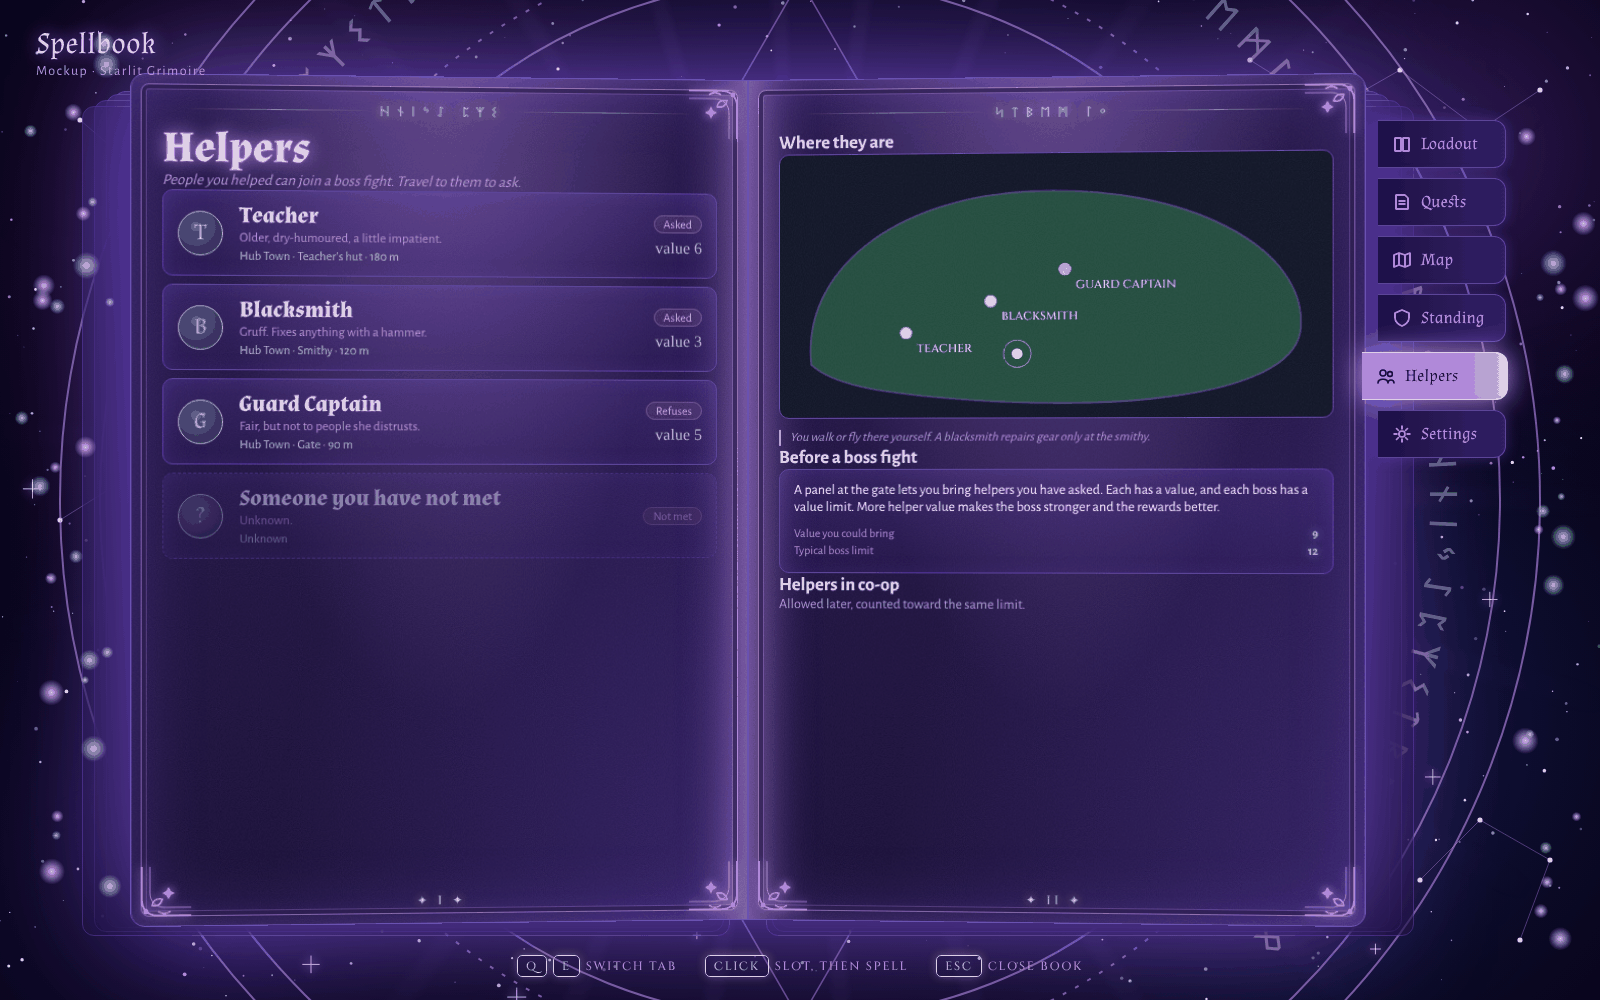 Spellbook
Mockup · Starlit Grimoire
Helpers
People you helped can join a boss fight. Travel to them to ask.
T
Teacher
Older, dry-humoured, a little impatient.
Hub Town · Teacher's hut · 180 m
Asked
value 6
B
Blacksmith
Gruff. Fixes anything with a hammer.
Hub Town · Smithy · 120 m
Asked
value 3
G
Guard Captain
Fair, but not to people she distrusts.
Hub Town · Gate · 90 m
Refuses
value 5
?
Someone you have not met
Unknown.
Unknown
Not met
I
Where they are
GUARD CAPTAIN
BLACKSMITH
TEACHER
You walk or fly there yourself. A blacksmith repairs gear only at the smithy.
Before a boss fight
A panel at the gate lets you bring helpers you have asked. Each has a value, and each boss has a
value limit. More helper value makes the boss stronger and the rewards better.
Value you could bring 9
Typical boss limit 12
Helpers in co-op
Allowed later, counted toward the same limit.
II
Loadout
Quests
Map
Standing
Helpers
Settings
Q E SWITCH TAB CLICK SLOT, THEN SPELL ESC CLOSE BOOK